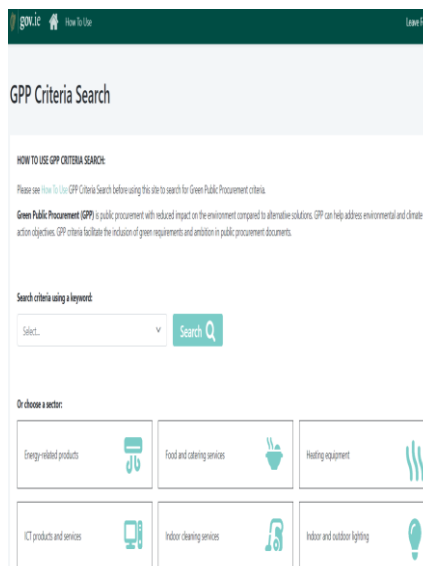 gov.ie How To Use Leave
GPP Criteria Search
HOW TO USE GPP CRITERIA SEARCH:
Please see How To Use GPP Criteria Search before using this site to search for Green Public Procurement criteria.
Green Public Procurement (GPP) is public procurement with reduced impact on the environment compared to alternative solutions. GPP can help address environmental and climate
action objectives. GPP criteria facilitate the inclusion of green requirements and ambition in public procurement documents.
Search criteria using a keyword:
Select... Search
Or choose a sector:
Energy-related products Food and catering services Heating equipment
ICT products and services Indoor cleaning services Indoor and outdoor lighting